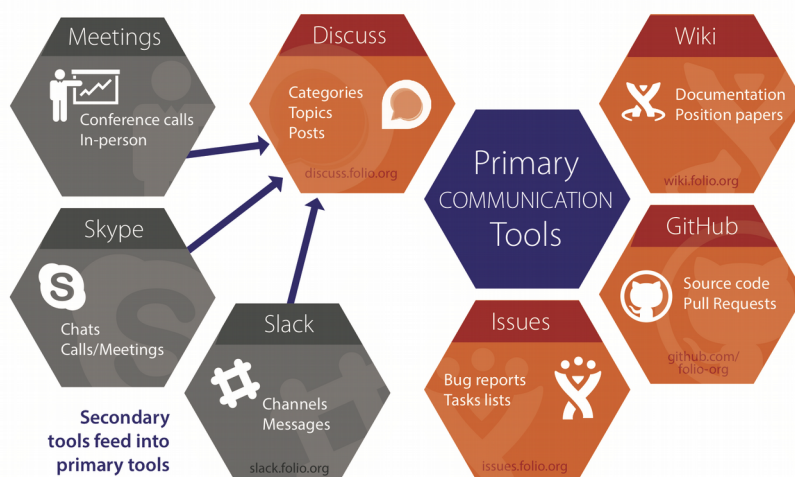 Meetings
Conference calls
In-person
Discuss
Categories
Topics
Posts
discuss.folio.org
Wiki
Documentation
Position papers
wiki.folio.org
Primary
COMMUNICATION
Tools
Skype
S
Chats
Calls/Meetings
GitHub
Source code
Pull Requests
github.com/
folio-org
Slack
Channels
Messages
slack.folio.org
Issues
Bug reports
Tasks lists
issues.folio.org
Secondary
tools feed into
primary tools